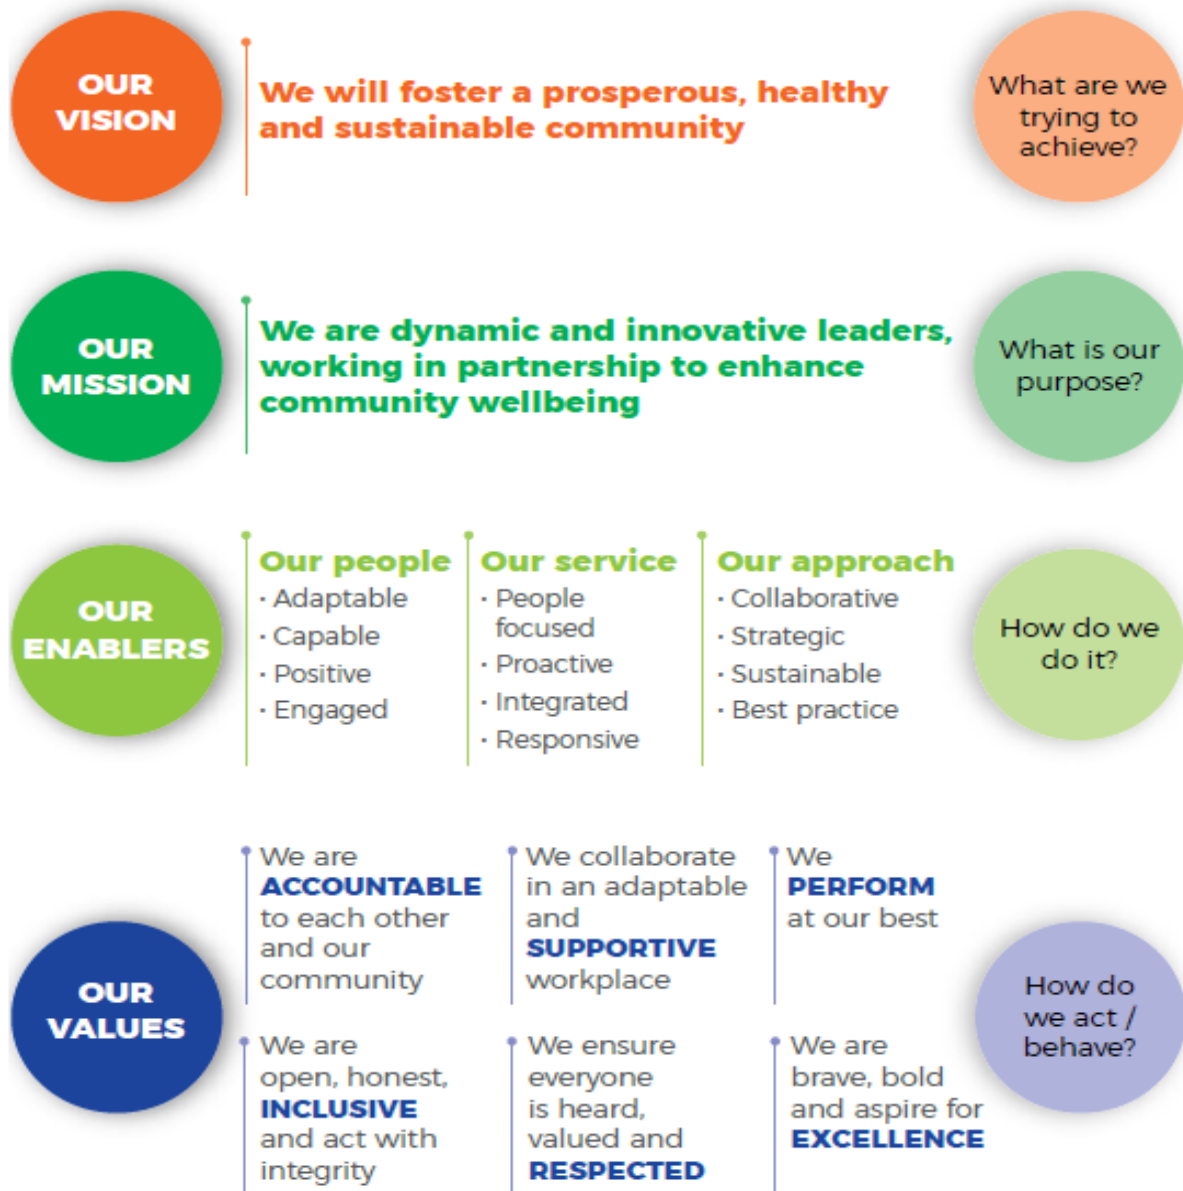 OUR
VISION
We will foster a prosperous, healthy
and sustainable community
What are we
trying to
achieve?
OUR
MISSION
We are dynamic and innovative leaders,
working in partnership to enhance
community wellbeing
What is our
purpose?
OUR
ENABLERS
Our people
· Adaptable
· Capable
· Positive
· Engaged
Our service
· People
focused
· Proactive
· Integrated
· Responsive
Our approach
· Collaborative
· Strategic
· Sustainable
· Best practice
How do we
do it?
OUR
VALUES
We are
ACCOUNTABLE
to each other
and our
community
We collaborate
in an adaptable
and
SUPPORTIVE
workplace
We
PERFORM
at our best
We are
open, honest,
INCLUSIVE
and act with
integrity
We ensure
everyone
is heard,
valued and
RESPECTED
We are
brave, bold
and aspire for
EXCELLENCE
How do
we act /
behave?